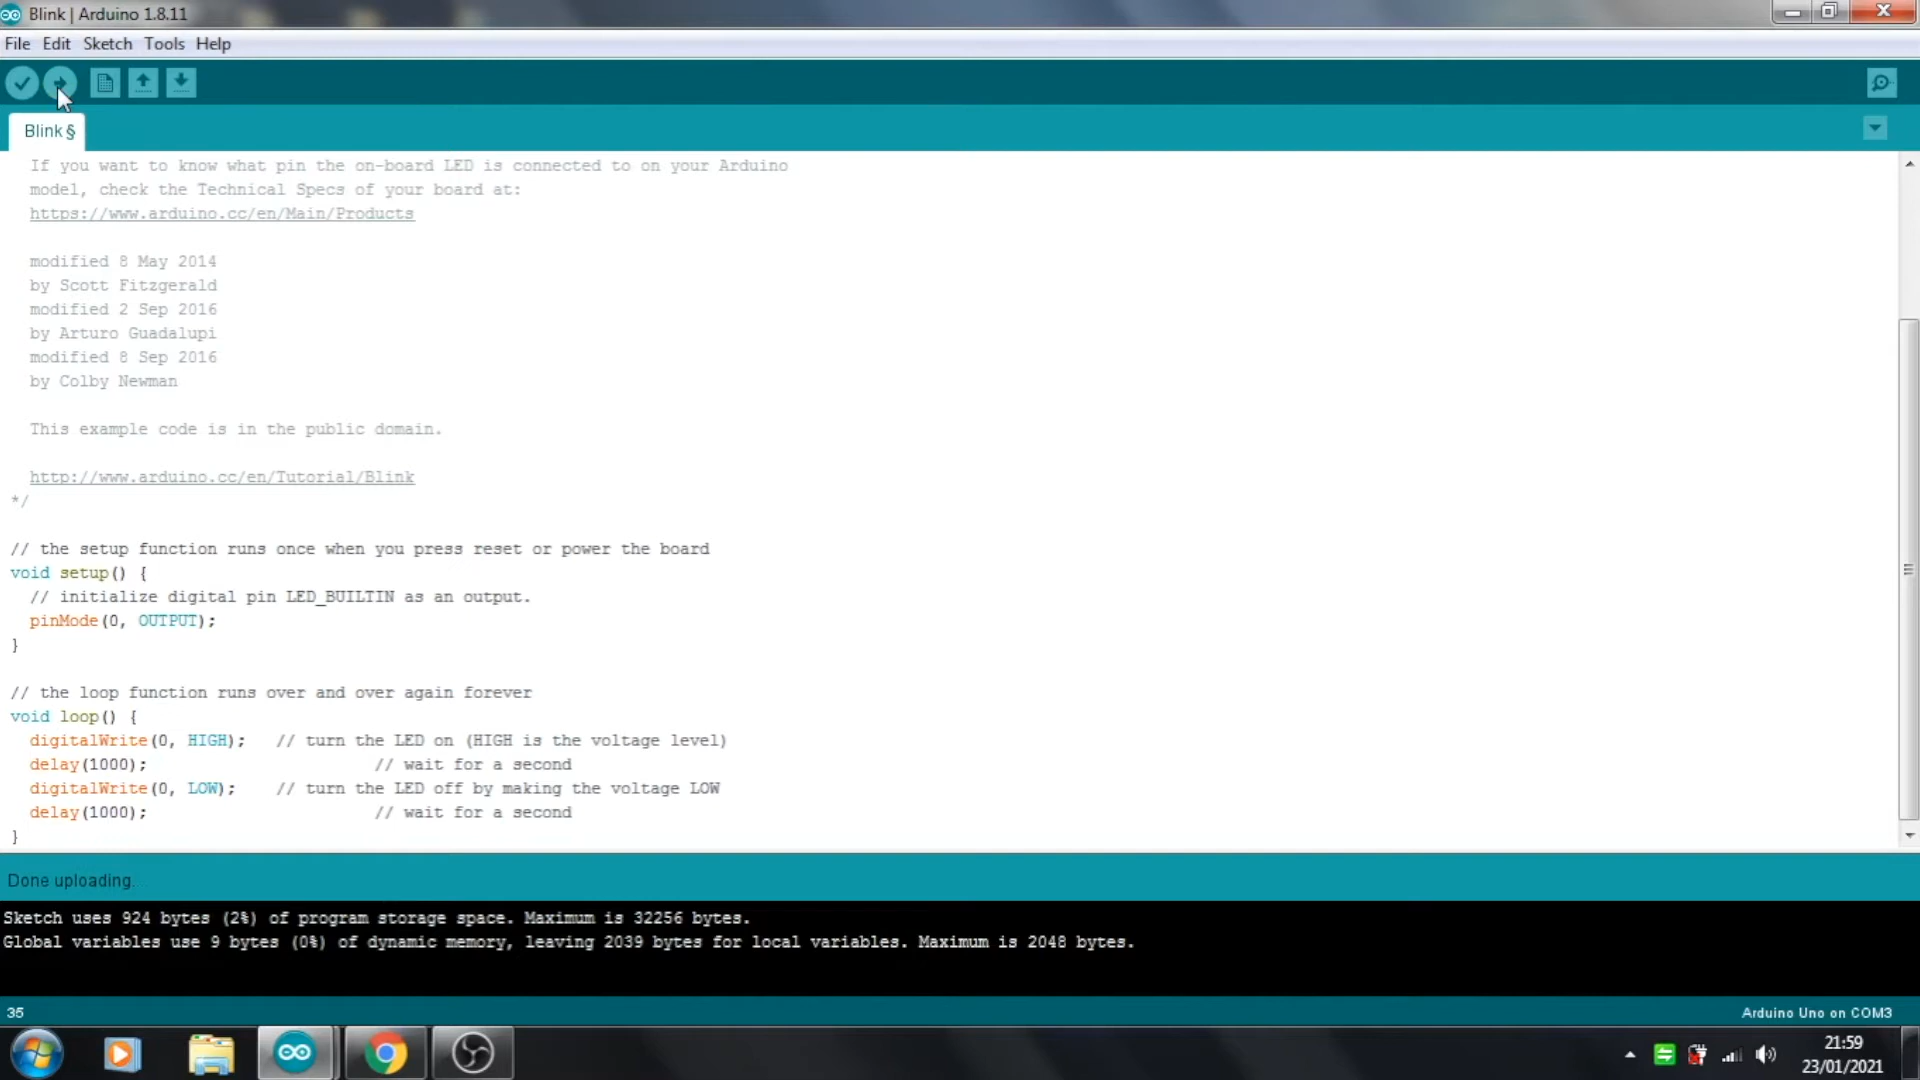 Blink | Arduino 1.8.11
File Edit Sketch Tools Help
Blink §
If you want to know what pin the on-board LED is connected to on your Arduino
model, check the Technical Specs of your board at:
https://www.arduino.cc/en/Main/Products
modified 8 May 2014
by Scott Fitzgerald
modified 2 Sep 2016
by Arturo Guadalupi
modified 8 Sep 2016
by Colby Newman
This example code is in the public domain.
http://www.arduino.cc/en/Tutorial/Blink
*/
// the setup function runs once when you press reset or power the board
void setup() {
// initialize digital pin LED_BUILTIN as an output.
pinMode(0, OUTPUT);
}
// the loop function runs over and over again forever
void loop() {
digitalWrite(0, HIGH);   // turn the LED on (HIGH is the voltage level)
delay(1000);                       // wait for a second
digitalWrite(0, LOW);    // turn the LED off by making the voltage LOW
delay(1000);                       // wait for a second
}
Done uploading.
Sketch uses 924 bytes (2%) of program storage space. Maximum is 32256 bytes.
Global variables use 9 bytes (0%) of dynamic memory, leaving 2039 bytes for local variables. Maximum is 2048 bytes.
35 Arduino Uno on COM3
21:59
23/01/2021